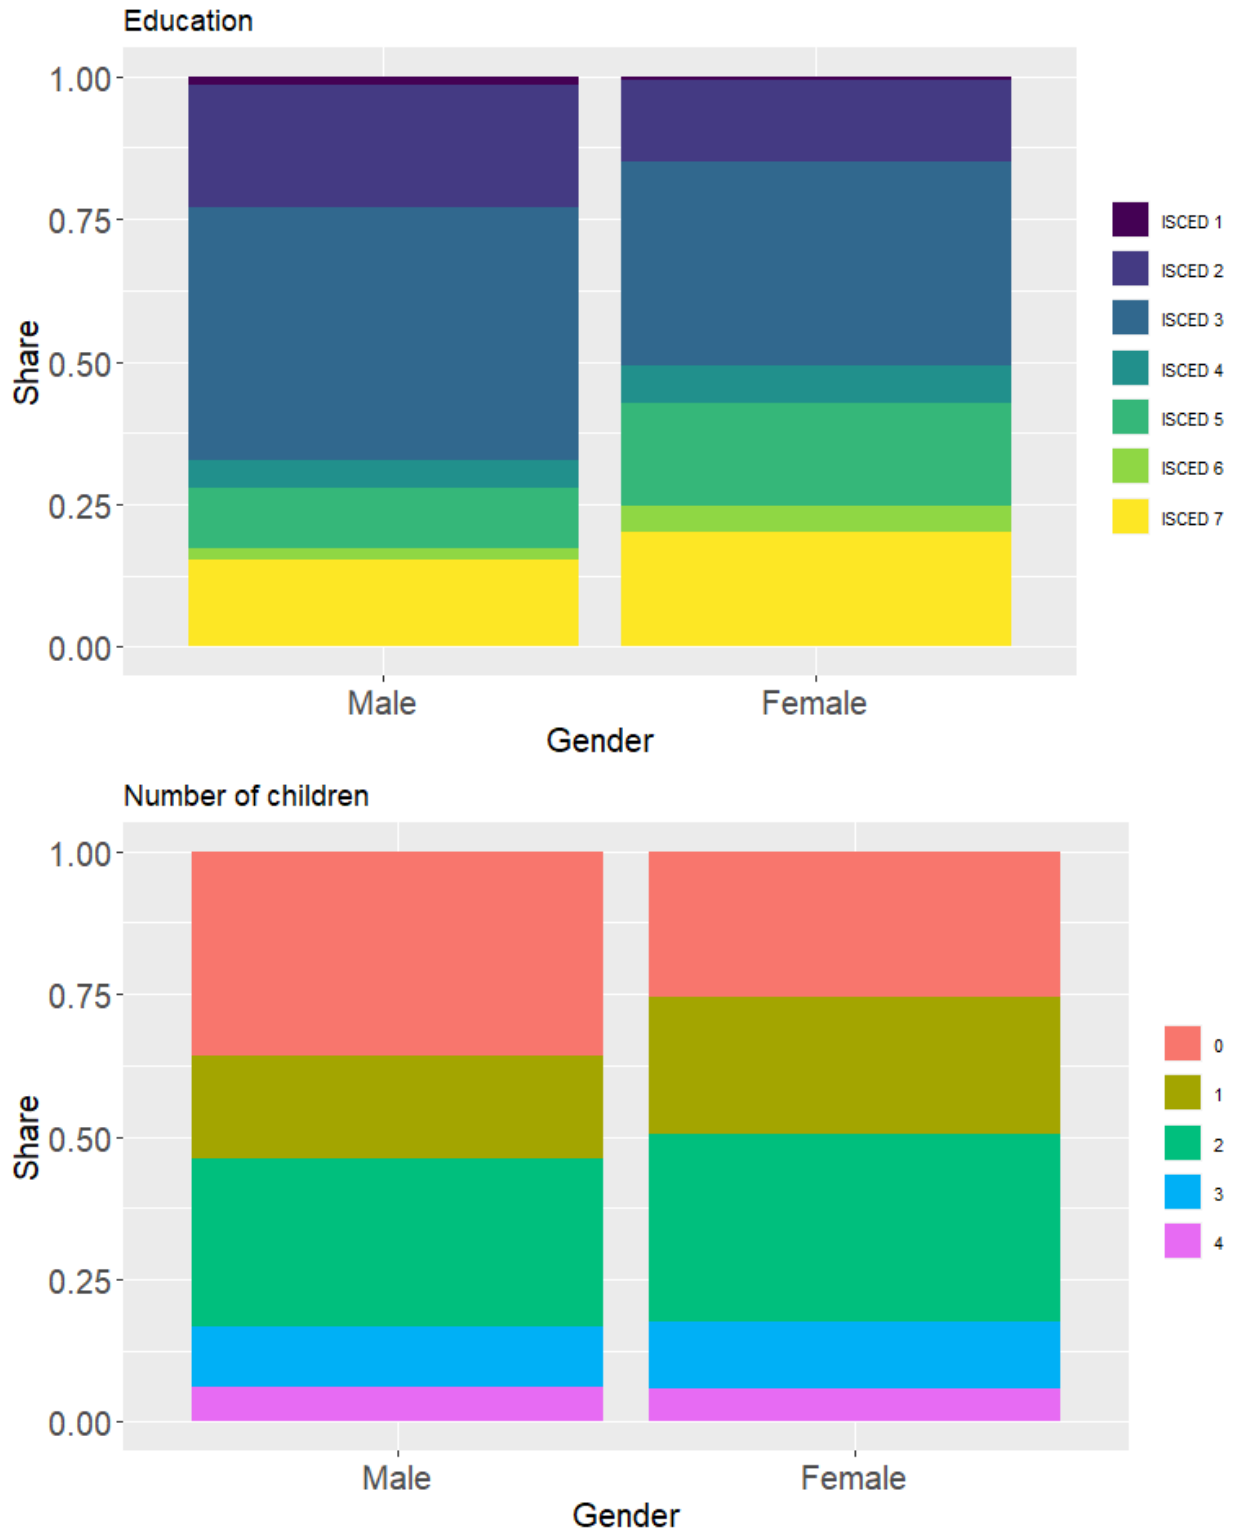 Education
1.00
0.75
0.50
0.25
0.00
Share
Male Female
Gender
ISCED 1
ISCED 2
ISCED 3
ISCED 4
ISCED 5
ISCED 6
ISCED 7
Number of children
1.00
0.75
0.50
0.25
0.00
Share
Male Female
Gender
0
1
2
3
4